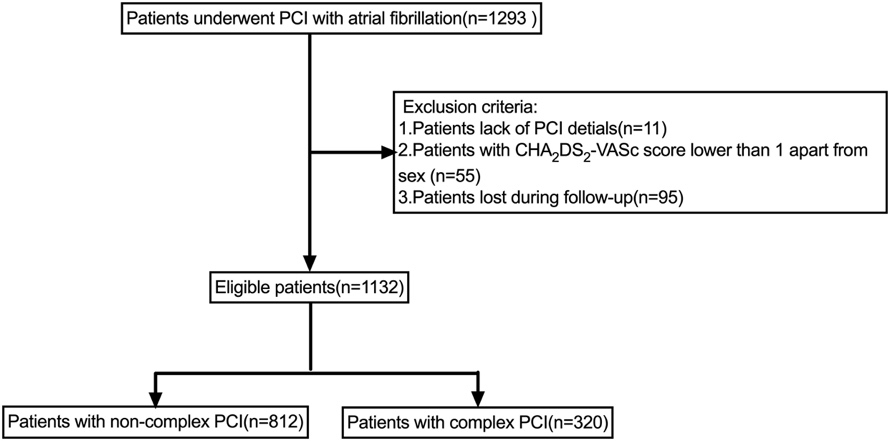 Patients underwent PCI with atrial fibrillation(n=1293 )
Exclusion criteria:
1.Patients lack of PCI detials(n=11)
2.Patients with CHA₂DS₂-VASc score lower than 1 apart from
sex (n=55)
3.Patients lost during follow-up(n=95)
Eligible patients(n=1132)
Patients with non-complex PCI(n=812)
Patients with complex PCI(n=320)